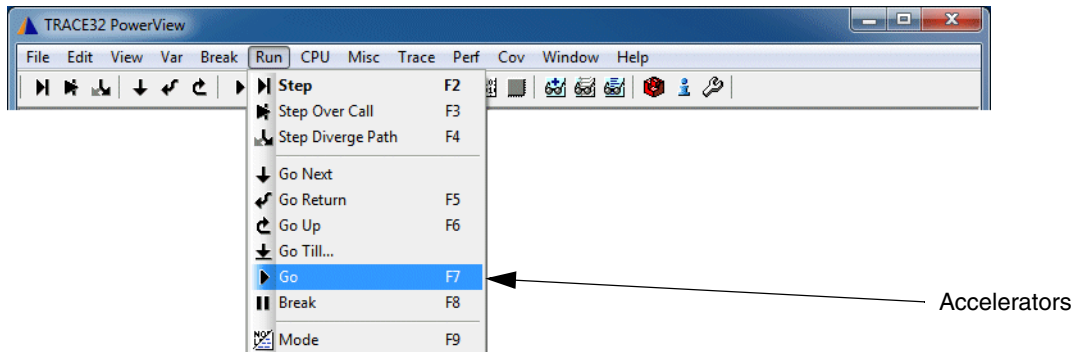 TRACE32 PowerView
File Edit View Var Break Run CPU Misc Trace Perf Cov Window Help
Step F2
Step Over Call F3
Step Diverge Path F4
Go Next
Go Return F5
Go Up F6
Go Till...
Go F7
Break F8
Accelerators
Mode F9